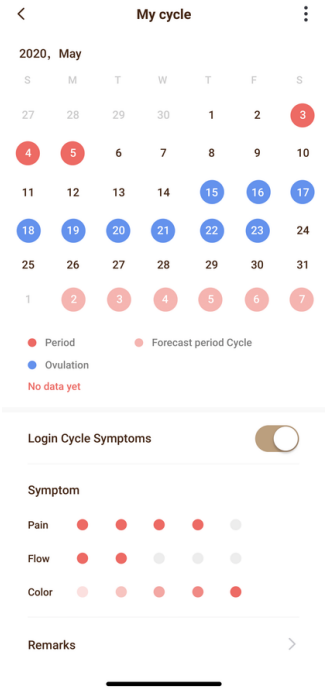 My cycle
2020, May
S M T W T F S
27 28 29 30 1 2 3
4 5 6 7 8 9 10
11 12 13 14 15 16 17
18 19 20 21 22 23 24
25 26 27 28 29 30 31
1 2 3 4 5 6 7
Period Forecast period Cycle
Ovulation
No data yet
Login Cycle Symptoms
Symptom
Pain
Flow
Color
Remarks